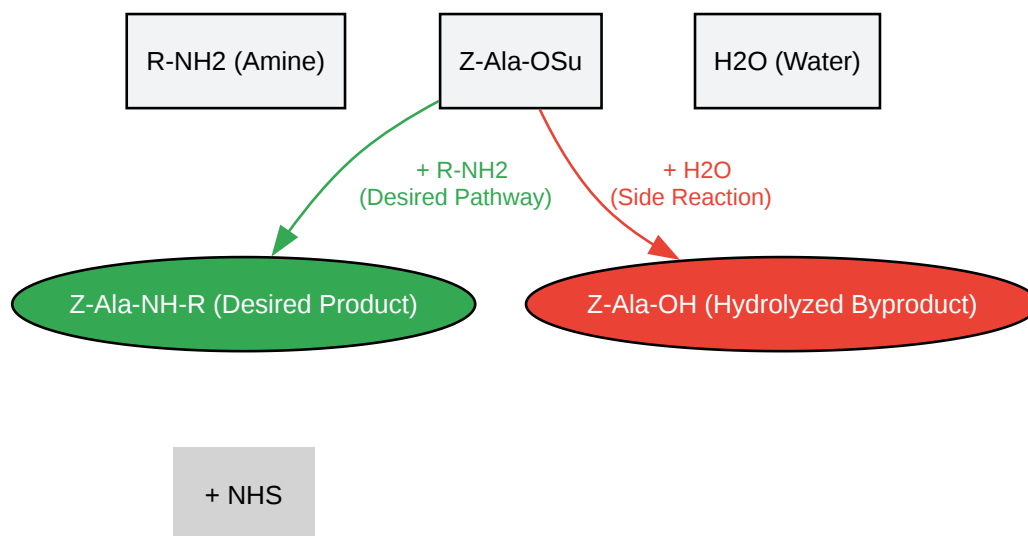 R-NH2 (Amine)
Z-Ala-OSu
H2O (Water)
+ R-NH2
(Desired Pathway)
+ H2O
(Side Reaction)
Z-Ala-NH-R (Desired Product)
Z-Ala-OH (Hydrolyzed Byproduct)
+ NHS